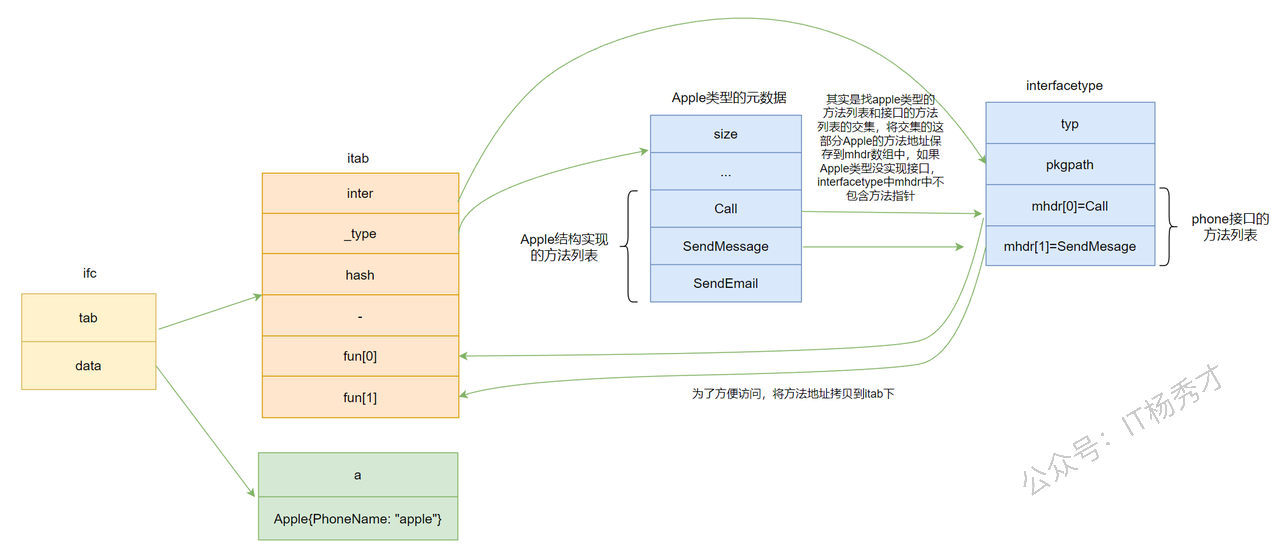 ifc
tab
data
itab
inter
_type
hash
-
fun[0]
fun[1]
a
Apple{PhoneName: "apple"}
Apple类型的元数据
size
...
Call
SendMessage
SendEmail
Apple结构实现
的方法列表
其实是找apple类型的
方法列表和接口的方法
列表的交集，将交集的这
部分Apple的方法地址保
存到mhdr数组中，如果
Apple类型没实现接口，
interfacetype中mhdr中不
包含方法指针
interfacetype
typ
pkgpath
mhdr[0]=Call
mhdr[1]=SendMesage
phone接口的
方法列表
为了方便访问，将方法地址拷贝到itab下
公众号：IT杨秀才